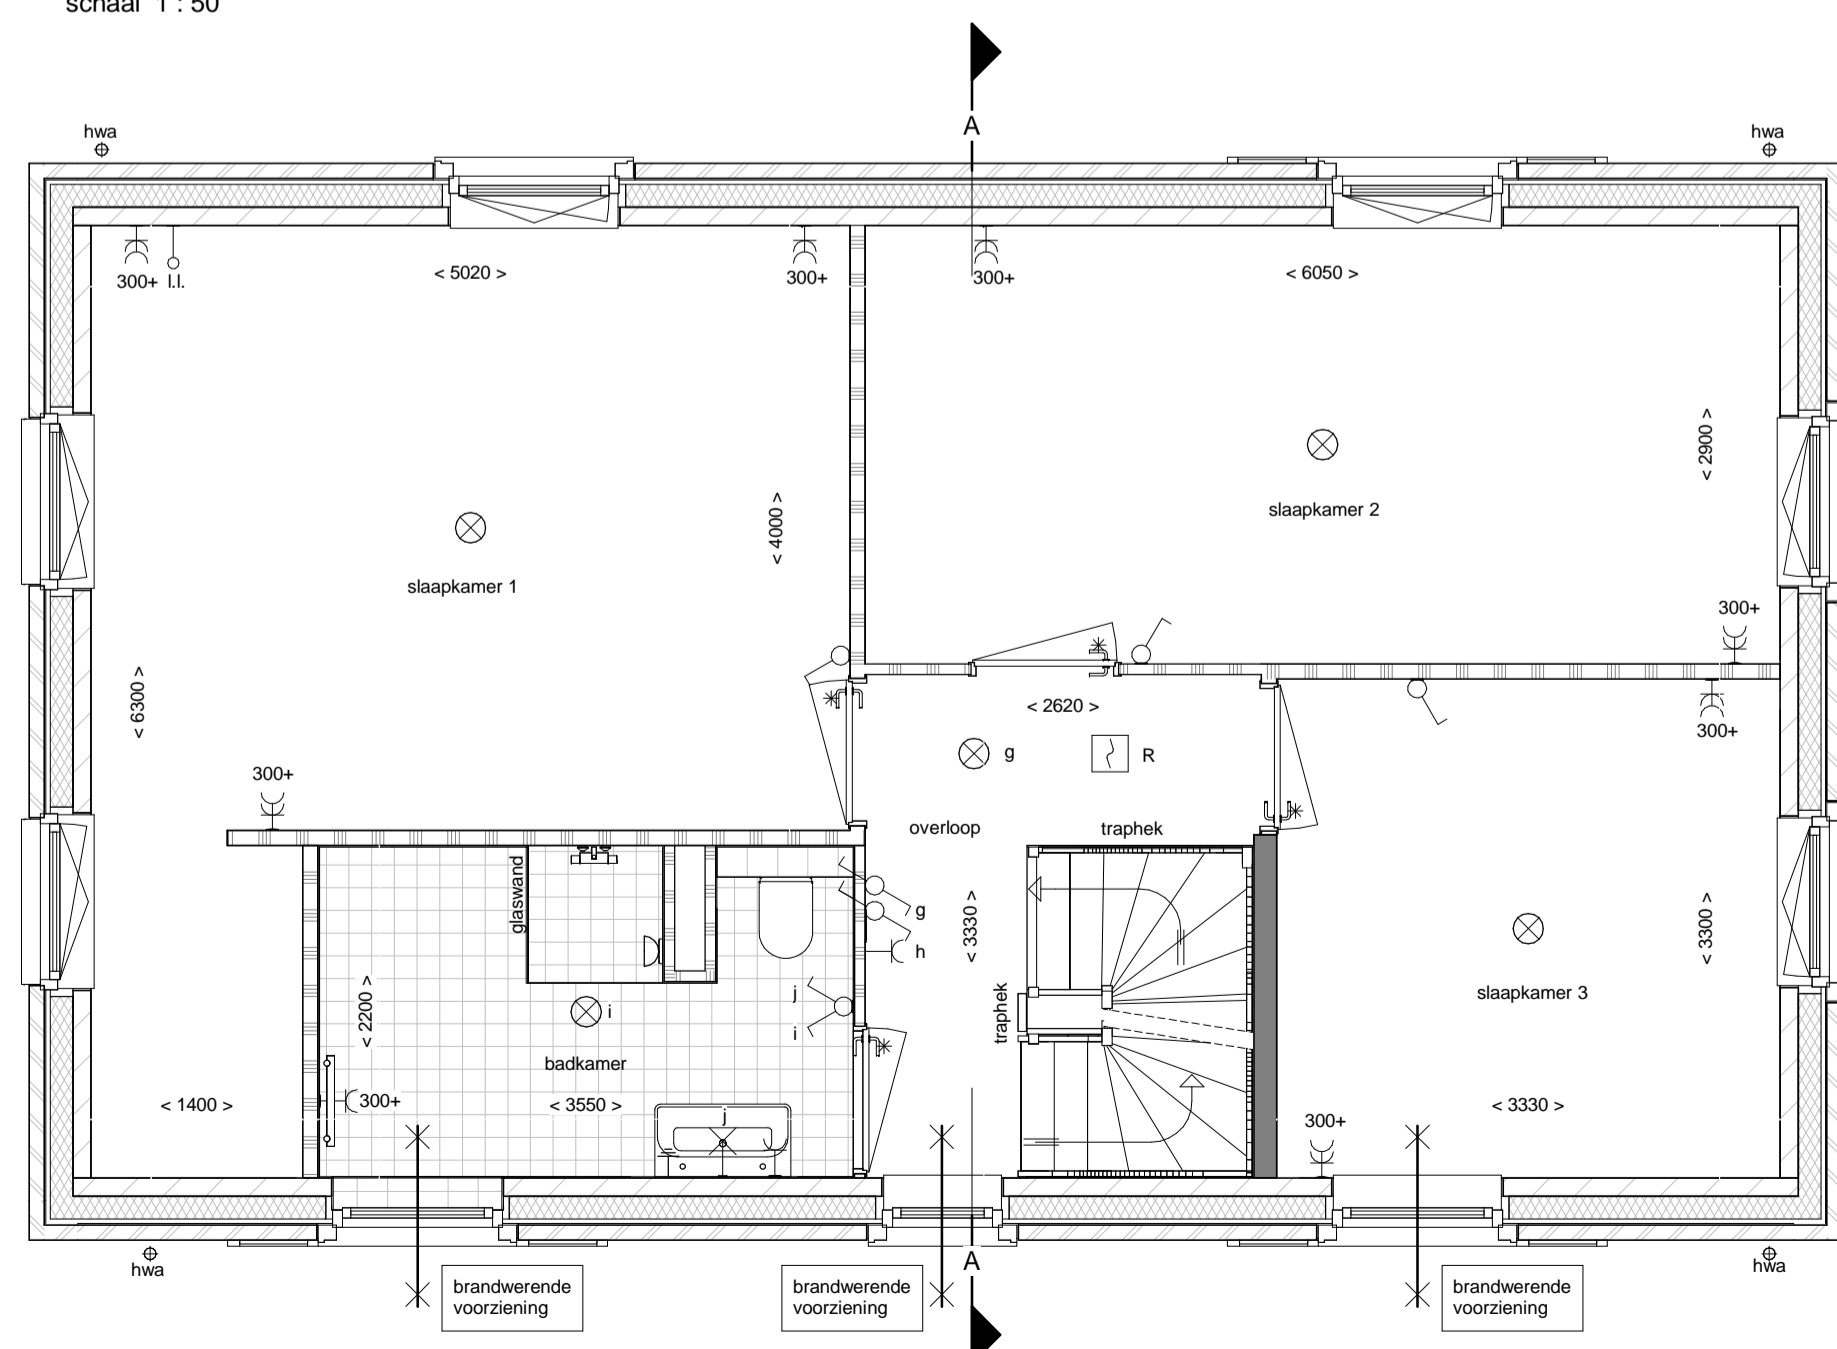 schaal 1 : 50
A
hwa
hwa
300+ l.l.
< 5020 >
300+
300+
< 6050 >
< 4000 >
< 2900 >
slaapkamer 1
slaapkamer 2
300+
< 6300 >
< 2620 >
300+
g
R
300+
overloop
traphek
glaswand
g
h
< 3330 >
< 3300 >
j
i
i
< 2200 >
traphek
slaapkamer 3
badkamer
300+
< 1400 >
< 3550 >
j
< 3330 >
300+
hwa
A
hwa
brandwerende
voorziening
brandwerende
voorziening
brandwerende
voorziening